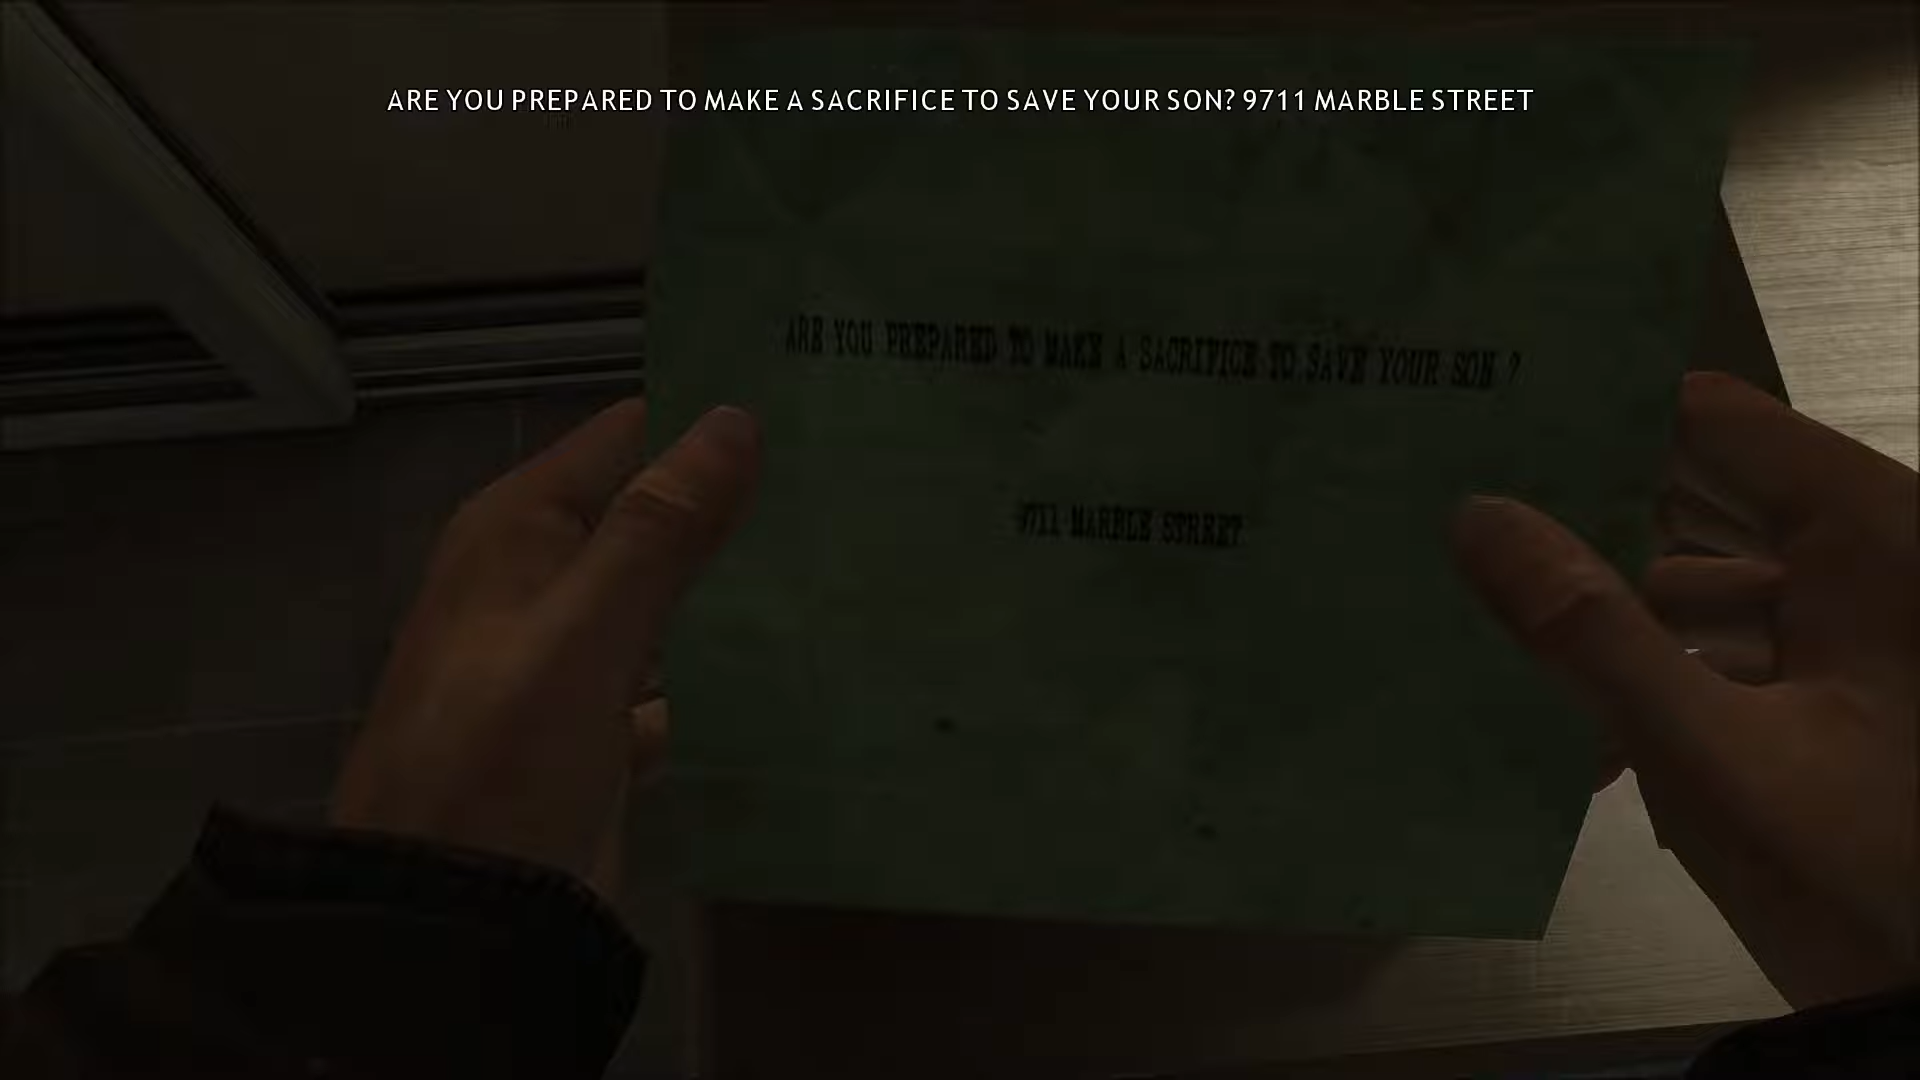 ARE YOU PREPARED TO MAKE A SACRIFICE TO SAVE YOUR SON? 9711 MARBLE STREET
ARE YOU PREPARED TO MAKE A SACRIFICE TO SAVE YOUR SON ?
9711 MARBLE STREET